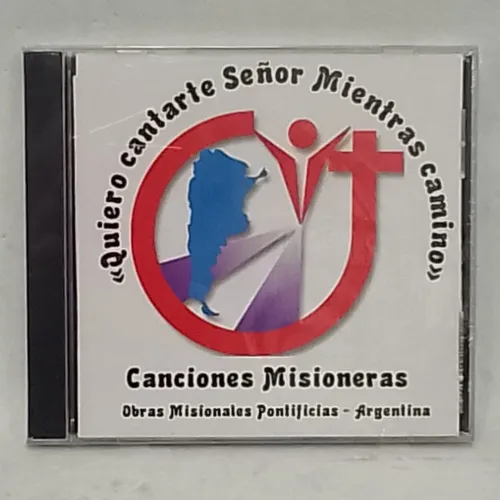 «Quiero cantarte Señor Mientras camino»
Canciones Misioneras
Obras Misionales Pontificias - Argentina